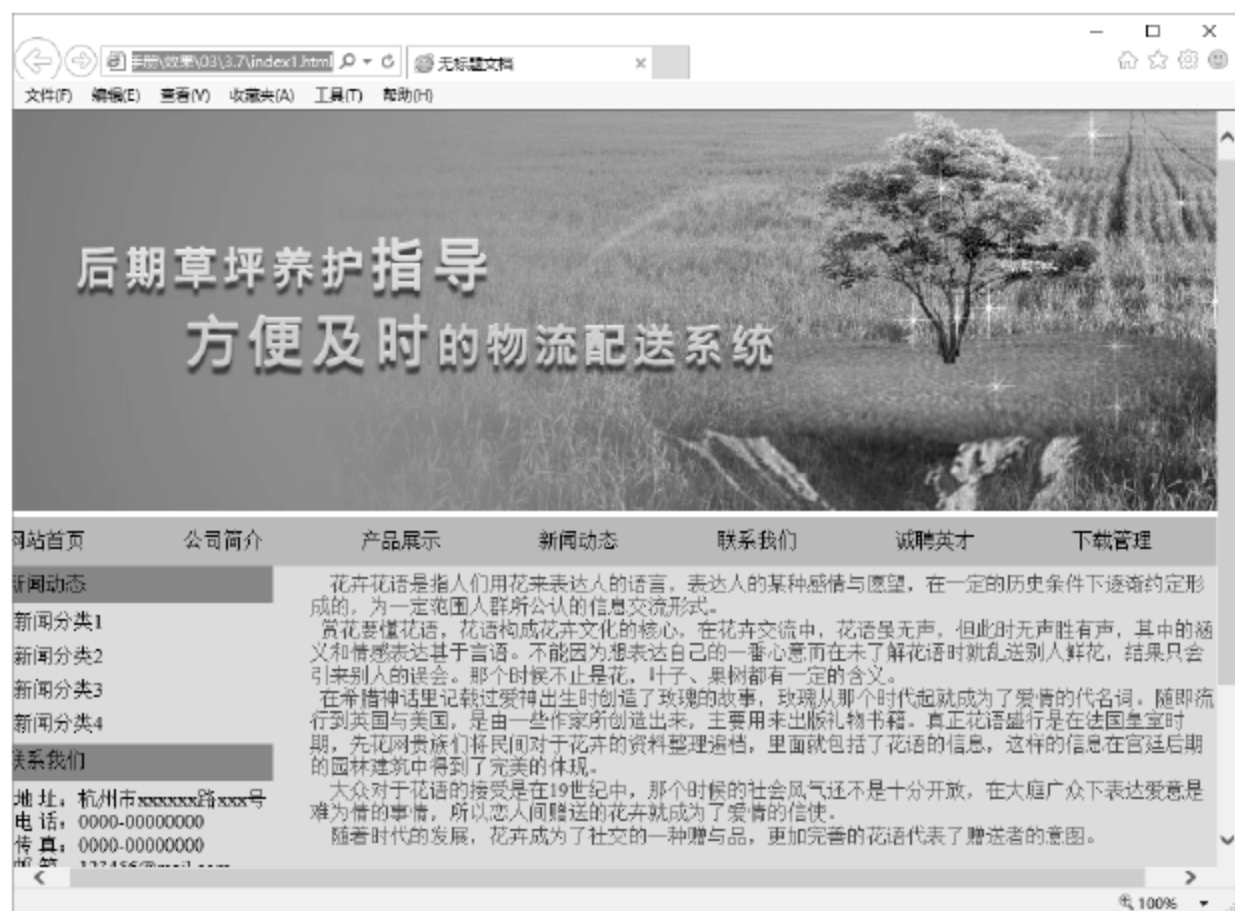 手册\效果\03\3.7\index1.html
无标题文档
文件(F) 编辑(E) 查看(V) 收藏夹(A) 工具(T) 帮助(H)
后期草坪养护指导
方便及时的物流配送系统
网站首页 公司简介 产品展示 新闻动态 联系我们 诚聘英才 下载管理
新闻动态
新闻分类1
新闻分类2
新闻分类3
新闻分类4
联系我们
地 址：杭州市xxxxxx路xxx号
电 话：0000-00000000
传 真：0000-00000000
邮 箱：123456@mail.com
花卉花语是指人们用花来表达人的语言，表达人的某种感情与愿望，在一定的历史条件下逐渐约定形
成的，为一定范围人群所公认的信息交流形式。
赏花要懂花语，花语构成花卉文化的核心，在花卉交流中，花语虽无声，但此时无声胜有声，其中的涵
义和情感表达甚于言语。不能因为想表达自己的一番心意而在未了解花语时就乱送别人鲜花，结果只会
引来别人的误会。那个时候不止是花，叶子、果树都有一定的含义。
在希腊神话里记载过爱神出生时创造了玫瑰的故事，玫瑰从那个时代起就成为了爱情的代名词。随即流
行到英国与美国，是由一些作家所创造出来，主要用来出版礼物书籍。真正花语盛行是在法国皇室时
期，先花网贵族们将民间对于花卉的资料整理遍档，里面就包括了花语的信息，这样的信息在宫廷后期
的园林建筑中得到了完美的体现。
大众对于花语的接受是在19世纪中，那个时候的社会风气还不是十分开放，在大庭广众下表达爱意是
难为情的事情，所以恋人间赠送的花卉就成为了爱情的信使。
随着时代的发展，花卉成为了社交的一种赠与品，更加完善的花语代表了赠送者的意图。
100%